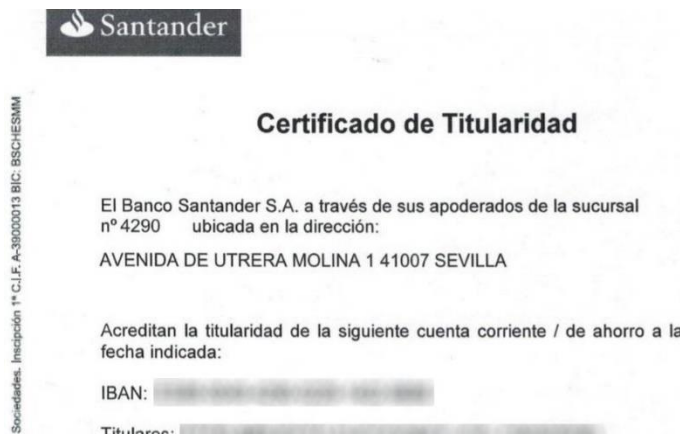 Santander
Certificado de Titularidad
El Banco Santander S.A. a través de sus apoderados de la sucursal
nº 4290 ubicada en la dirección:
AVENIDA DE UTRERA MOLINA 1 41007 SEVILLA
Acreditan la titularidad de la siguiente cuenta corriente / de ahorro a la
fecha indicada:
IBAN:
Titulares:
Sociedades. Inscipción 1ª C.I.F. A-39000013 BIC: BSCHESMM